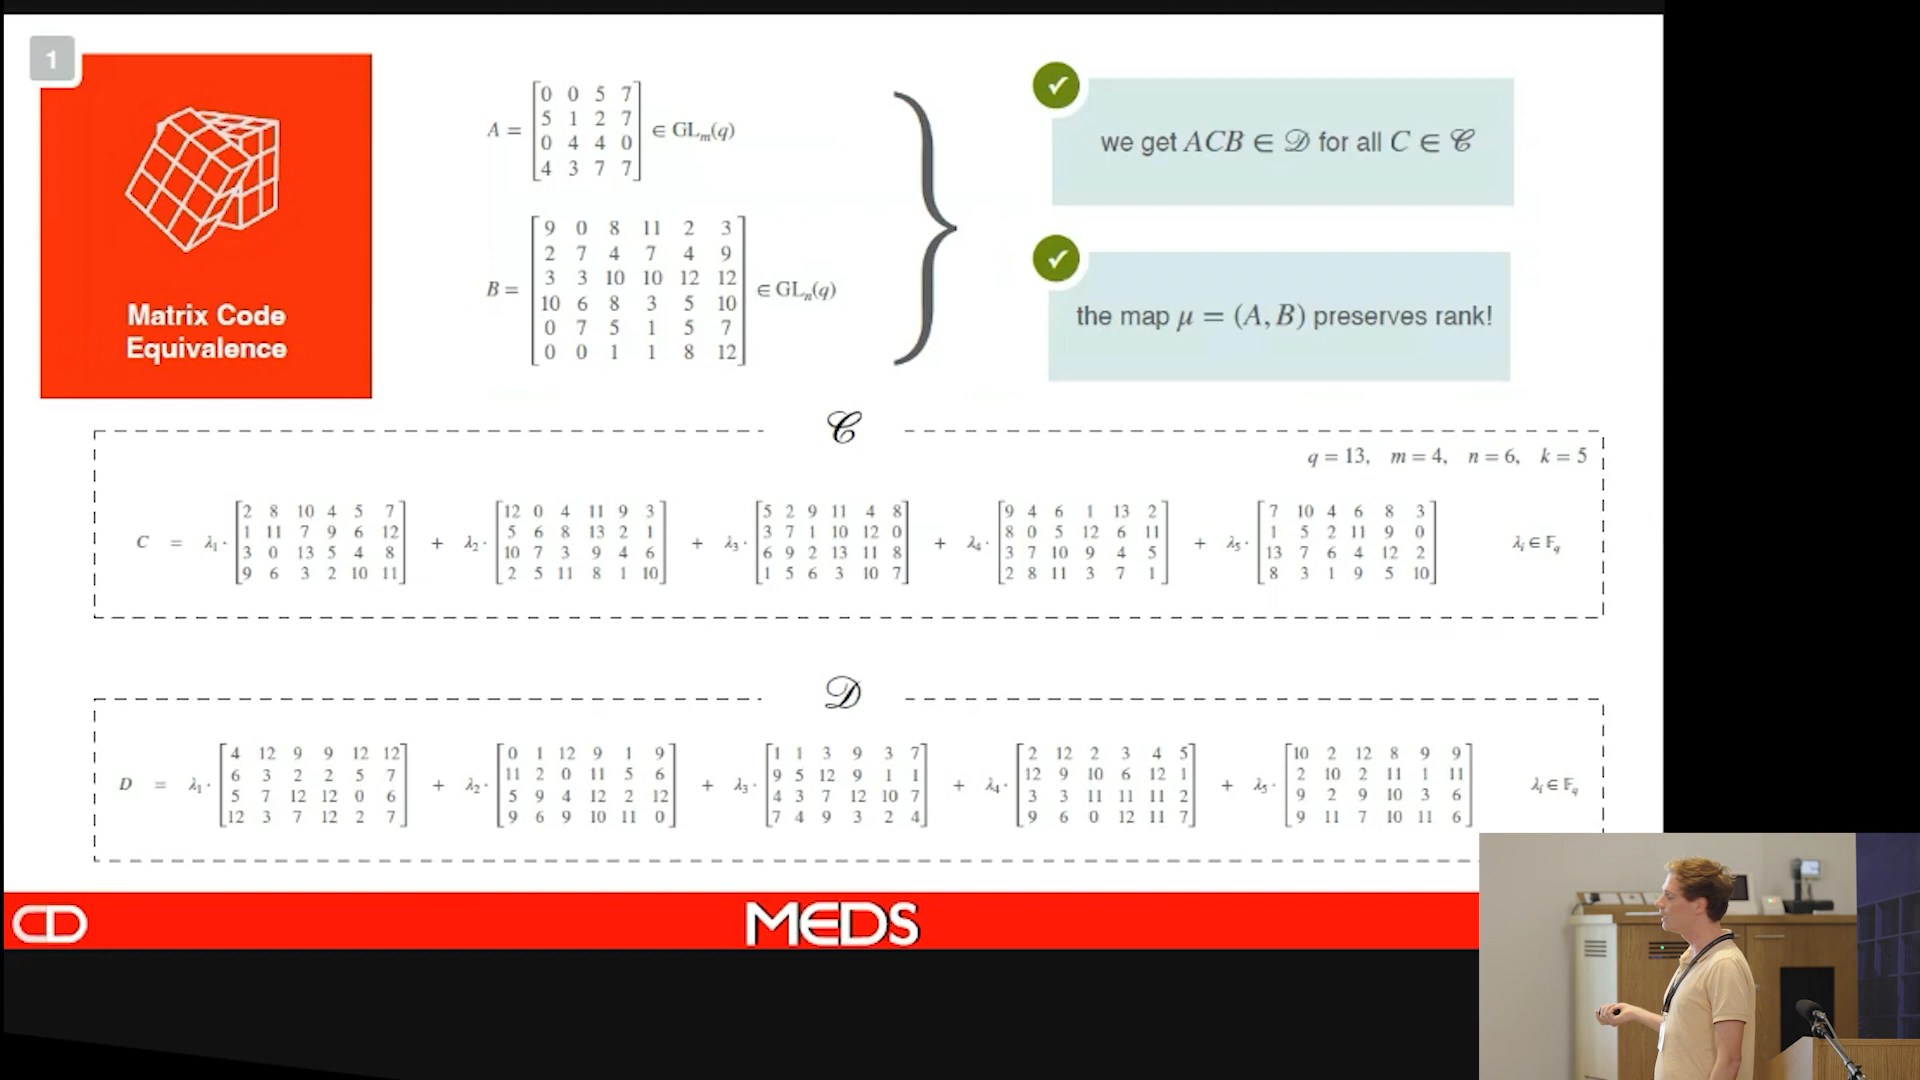 1
Matrix Code
Equivalence
A = [0 0 5 7
5 1 2 7
0 4 4 0
4 3 7 7] ∈ GLₘ(q)
B = [9 0 8 11 2 3
2 7 4 7 4 9
3 3 10 10 12 12
10 6 8 3 5 10
0 7 5 1 5 7
0 0 1 1 8 12] ∈ GLₙ(q)
we get ACB ∈ 𝒟 for all C ∈ 𝒞
the map μ = (A, B) preserves rank!
𝒞
q = 13, m = 4, n = 6, k = 5
C = λ₁ · [2 8 10 4 5 7
1 11 7 9 6 12
3 0 13 5 4 8
9 6 3 2 10 11]
+ λ₂ · [12 0 4 11 9 3
5 6 8 13 2 1
10 7 3 9 4 6
2 5 11 8 1 10]
+ λ₃ · [5 2 9 11 4 8
3 7 1 10 12 0
6 9 2 13 11 8
1 5 6 3 10 7]
+ λ₄ · [9 4 6 1 13 2
8 0 5 12 6 11
3 7 10 9 4 5
2 8 11 3 7 1]
+ λ₅ · [7 10 4 6 8 3
1 5 2 11 9 0
13 7 6 4 12 2
8 3 1 9 5 10]
λᵢ ∈ 𝔽_q
𝒟
D = λ₁ · [4 12 9 9 12 12
6 3 2 2 5 7
5 7 12 12 0 6
12 3 7 12 2 7]
+ λ₂ · [0 1 12 9 1 9
11 2 0 11 5 6
5 9 4 12 2 12
9 6 9 10 11 0]
+ λ₃ · [1 1 3 9 3 7
9 5 12 9 1 1
4 3 7 12 10 7
7 4 9 3 2 4]
+ λ₄ · [2 12 2 3 4 5
12 9 10 6 12 1
3 3 11 11 11 2
9 6 0 12 11 7]
+ λ₅ · [10 2 12 8 9 9
2 10 2 11 1 11
9 2 9 10 3 6
9 11 7 10 11 6]
λᵢ ∈ 𝔽_q
MEDS